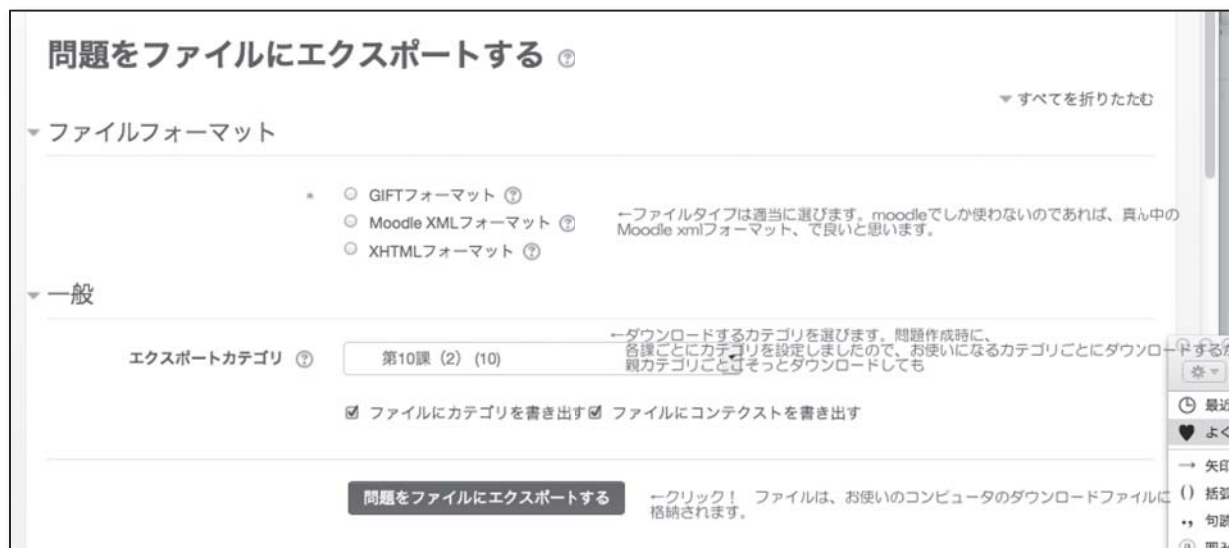 問題をファイルにエクスポートする ?
すべてを折りたたむ
ファイルフォーマット
* GIFTフォーマット ?
Moodle XMLフォーマット ?
XHTMLフォーマット ?
←ファイルタイプは適当に選びます。moodleでしか使わないのであれば、真ん中の
Moodle xmlフォーマット、で良いと思います。
一般
エクスポートカテゴリ ?
第10課（2） (10)
←ダウンロードするカテゴリを選びます。問題作成時に、
各課ごとにカテゴリを設定しましたので、お使いになるカテゴリごとにダウンロードするか
親カテゴリごとごそっとダウンロードしても
ファイルにカテゴリを書き出す ファイルにコンテクストを書き出す
問題をファイルにエクスポートする
←クリック！ ファイルは、お使いのコンピュータのダウンロードファイルに
格納されます。
最近
よく
→ 矢印
() 括弧
句読
囲み